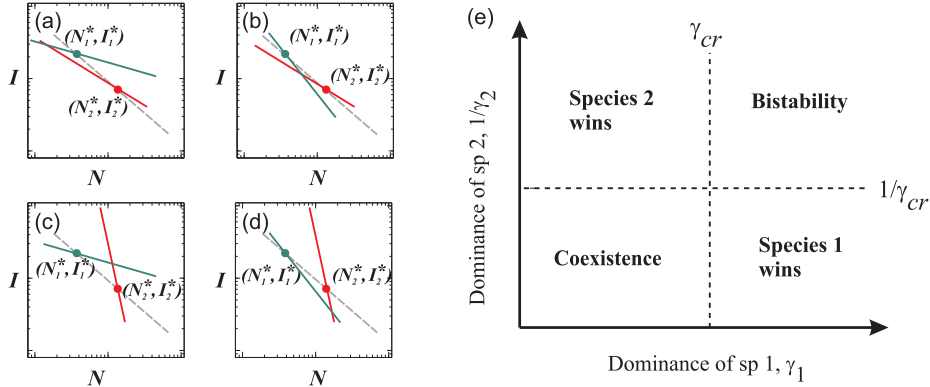 (a)
(N₁*, I₁*)
(N₂*, I₂*)
I
N
(b)
(N₁*, I₁*)
(N₂*, I₂*)
N
(c)
(N₁*, I₁*)
(N₂*, I₂*)
I
N
(d)
(N₁*, I₁*)
(N₂*, I₂*)
I
N
(e)
γcr
Dominance of sp 2, 1/γ₂
Species 2
wins
Bistability
1/γcr
Coexistence
Species 1
wins
Dominance of sp 1, γ₁